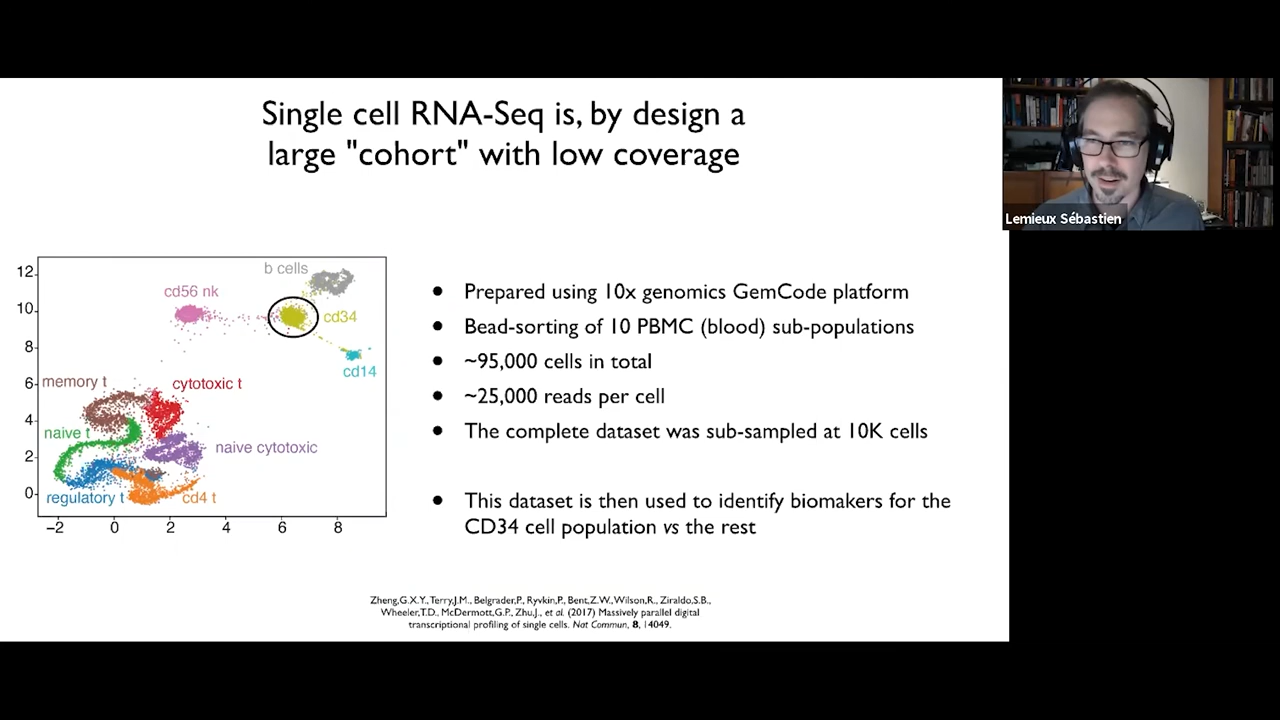 Single cell RNA-Seq is, by design a
large "cohort" with low coverage
Lemieux Sébastien
12
10
8
6
4
2
0
−2
0
2
4
6
8
b cells
cd56 nk
cd34
cd14
memory t
cytotoxic t
naive t
naive cytotoxic
regulatory t
cd4 t
• Prepared using 10x genomics GemCode platform
• Bead-sorting of 10 PBMC (blood) sub-populations
• ~95,000 cells in total
• ~25,000 reads per cell
• The complete dataset was sub-sampled at 10K cells
• This dataset is then used to identify biomakers for the
CD34 cell population vs the rest
Zheng,G.X.Y., Terry,J.M., Belgrader,P., Ryvkin,P., Bent,Z.W., Wilson,R., Ziraldo,S.B.,
Wheeler,T.D., McDermott,G.P., Zhu,J., et al. (2017) Massively parallel digital
transcriptional profiling of single cells. Nat Commun, 8, 14049.